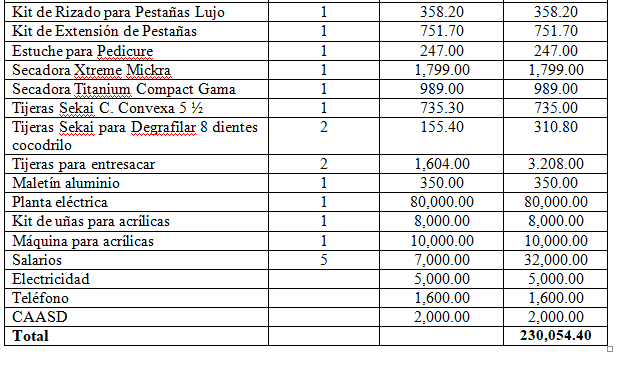 Kit de Rizado para Pestañas Lujo 1 358.20 358.20
Kit de Extensión de Pestañas 1 751.70 751.70
Estuche para Pedicure 1 247.00 247.00
Secadora Xtreme Mickra 1 1,799.00 1,799.00
Secadora Titanium Compact Gama 1 989.00 989.00
Tijeras Sekai C. Convexa 5 ½ 1 735.30 735.00
Tijeras Sekai para Degrafilar 8 dientes 2 155.40 310.80
cocodrilo
Tijeras para entresacar 2 1,604.00 3.208.00
Maletín aluminio 1 350.00 350.00
Planta eléctrica 1 80,000.00 80,000.00
Kit de uñas para acrílicas 1 8,000.00 8,000.00
Máquina para acrílicas 1 10,000.00 10,000.00
Salarios 5 7,000.00 32,000.00
Electricidad 5,000.00 5,000.00
Teléfono 1,600.00 1,600.00
CAASD 2,000.00 2,000.00
Total 230,054.40